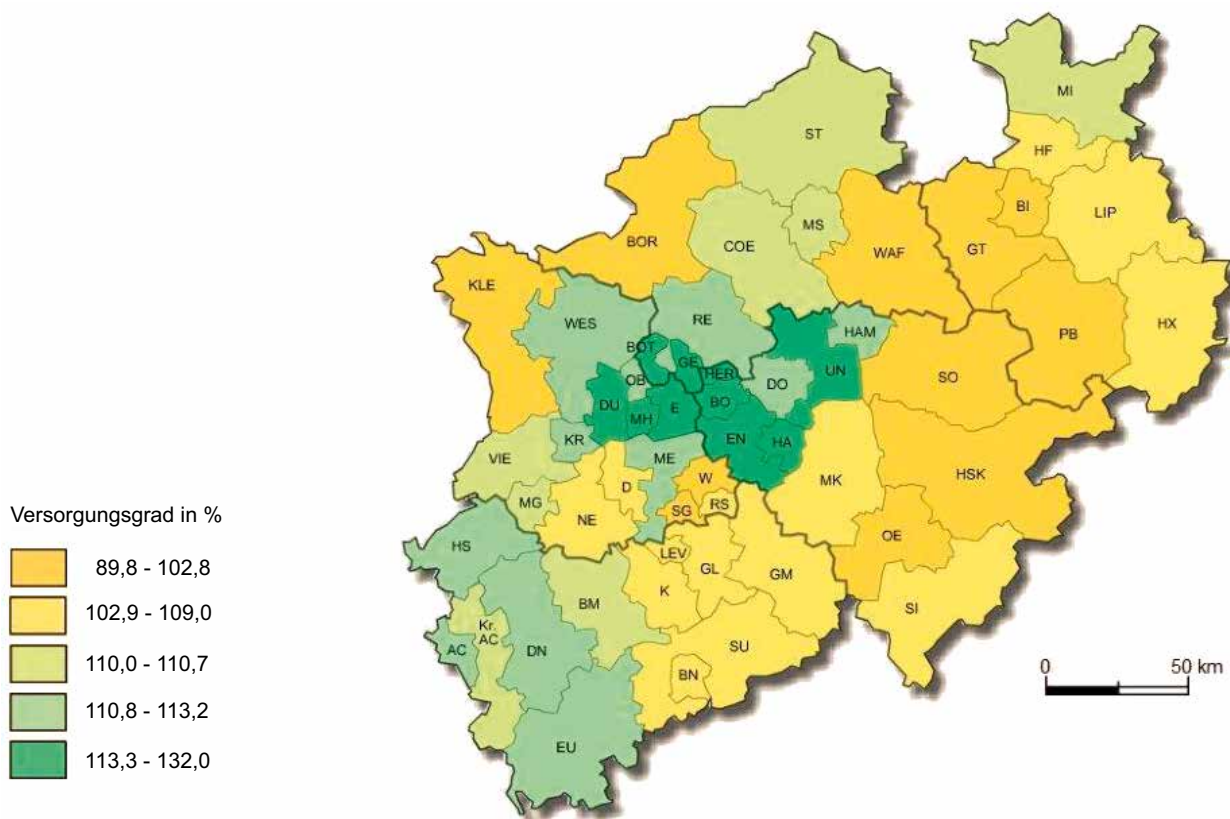 MI
ST
HF
BI
LIP
MS
BOR
COE
WAF
GT
KLE
WES
RE
HAM
PB
HX
BOT
GE
HER
UN
SO
OB
DO
DU
E
BO
MH
EN
HA
KR
VIE
ME
W
MK
HSK
D
MG
NE
SG
RS
OE
HS
LEV
GL
GM
BM
K
SI
Kr.
AC
AC
DN
SU
BN
EU
Versorgungsgrad in %
89,8 - 102,8
102,9 - 109,0
110,0 - 110,7
110,8 - 113,2
113,3 - 132,0
0 50 km